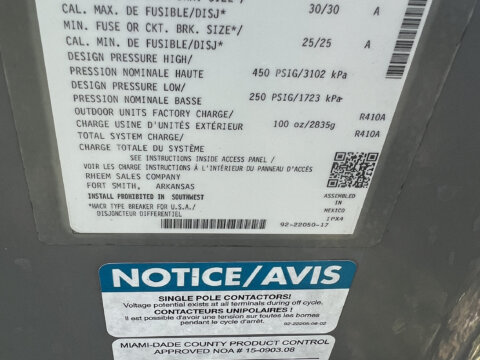 CAL. MAX. DE FUSIBLE/DISJ* 30/30 A
MIN. FUSE OR CKT. BRK. SIZE*/
CAL. MIN. DE FUSIBLE/DISJ* 25/25 A
DESIGN PRESSURE HIGH/
PRESSION NOMINALE HAUTE 450 PSIG/3102 kPa
DESIGN PRESSURE LOW/
PRESSION NOMINALE BASSE 250 PSIG/1723 kPa
OUTDOOR UNITS FACTORY CHARGE/ R410A
CHARGE USINE D'UNITÉS EXTÉRIEUR 100 oz/2835g
TOTAL SYSTEM CHARGE/ R410A
CHARGE TOTALE DU SYSTÈME
SEE INSTRUCTIONS INSIDE ACCESS PANEL /
VOIR LES CHARGE INSTRUCTIONS À L'INTÉRIEUR DU PANNEAU D'ACCÉS
RHEEM SALES COMPANY
FORT SMITH, ARKANSAS
INSTALL PROHIBITED IN SOUTHWEST
*HACR TYPE BREAKER FOR U.S.A./
DISJONCTEUR DIFFERENTIEL
ASSEMBLED
IN
MEXICO
IPX4
92-22050-17
NOTICE/AVIS
SINGLE POLE CONTACTORS!
Voltage potential exists at all terminals during off cycle.
CONTACTEURS UNIPOLAIRES !
Il est possible d'avoir une tension sur toutes les bornes
pendant le cycle d'arrêt. 92-22005-08-02
MIAMI-DADE COUNTY PRODUCT CONTROL
APPROVED NOA # 15-0903.08